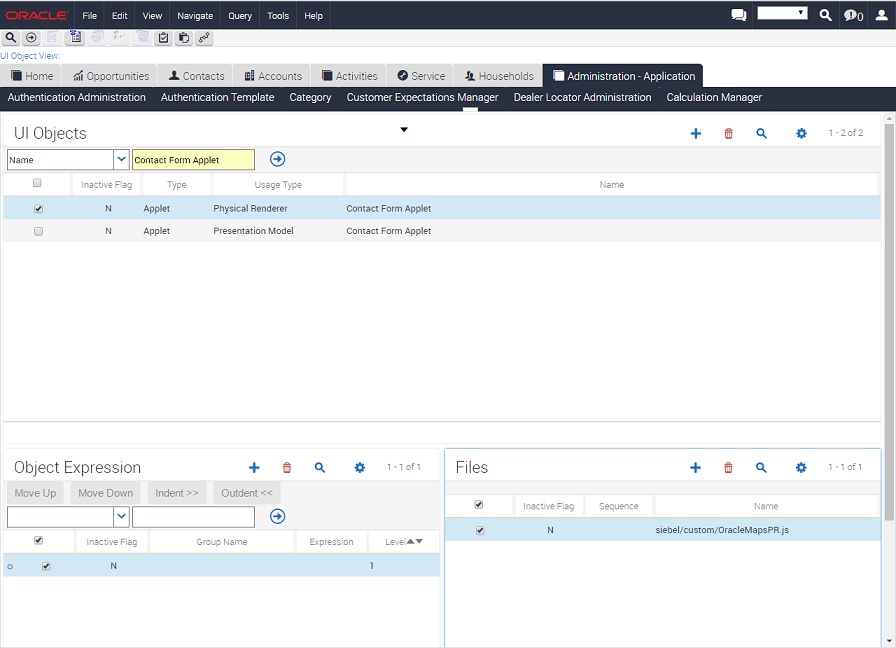 ORACLE File Edit View Navigate Query Tools Help 0
UI Object View:
Home Opportunities Contacts Accounts Activities Service Households Administration - Application
Authentication Administration Authentication Template Category Customer Expectations Manager Dealer Locator Administration Calculation Manager
UI Objects 1 - 2 of 2
Name Contact Form Applet
Inactive Flag Type Usage Type Name
N Applet Physical Renderer Contact Form Applet
N Applet Presentation Model Contact Form Applet
Object Expression 1 - 1 of 1
Move Up Move Down Indent >> Outdent <<
Inactive Flag Group Name Expression Level
N 1
Files 1 - 1 of 1
Inactive Flag Sequence Name
N siebel/custom/OracleMapsPR.js